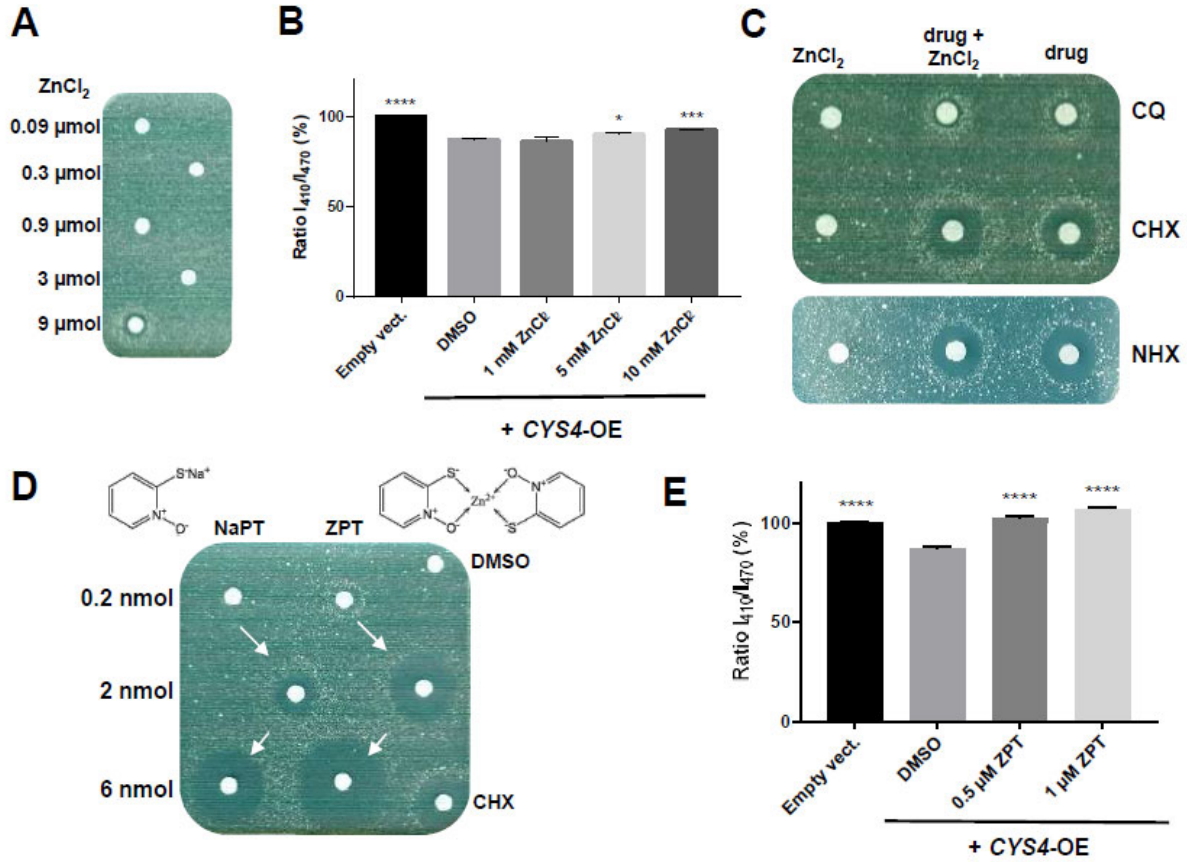 A
ZnCl2
0.09 µmol
0.3 µmol
0.9 µmol
3 µmol
9 µmol
B
Ratio I410/I470 (%)
100
50
0
****
*
***
Empty vect.
DMSO
1 mM ZnCl2
5 mM ZnCl2
10 mM ZnCl2
+ CYS4-OE
C
ZnCl2
drug +
ZnCl2
drug
CQ
CHX
NHX
D
S-Na+
N+
O-
S-
-O
Zn2+
N+
N+
O-
-S
NaPT
ZPT
DMSO
0.2 nmol
2 nmol
6 nmol
CHX
E
Ratio I410/I470 (%)
100
50
0
****
****
****
Empty vect.
DMSO
0.5 µM ZPT
1 µM ZPT
+ CYS4-OE